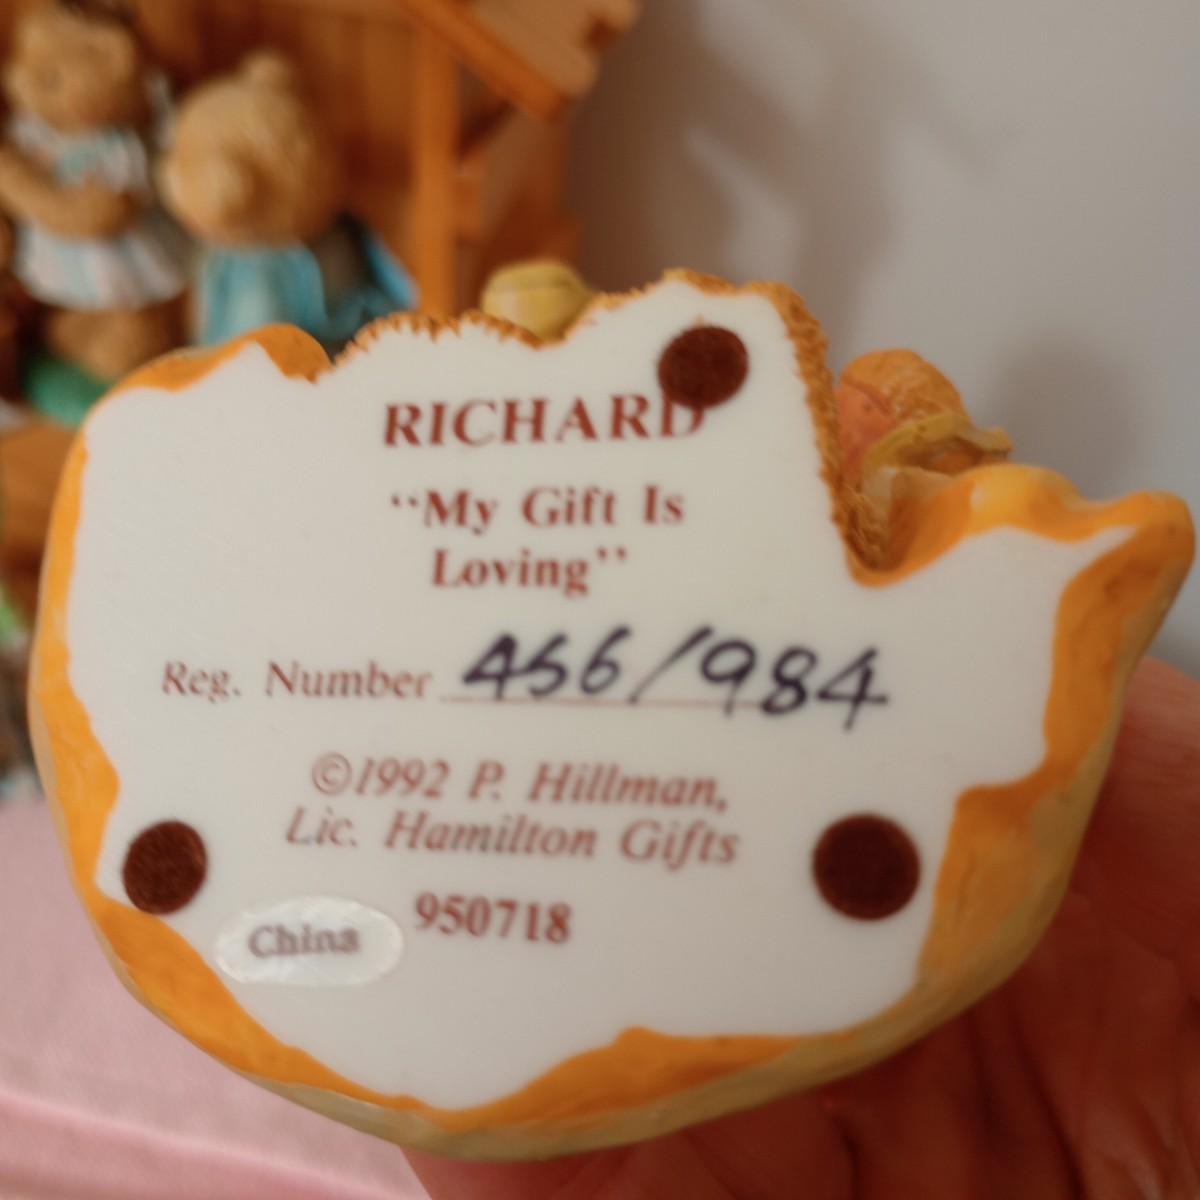 RICHARD
“My Gift Is
Loving”
Reg. Number 456/984
©1992 P. Hillman,
Lic. Hamilton Gifts
950718
China